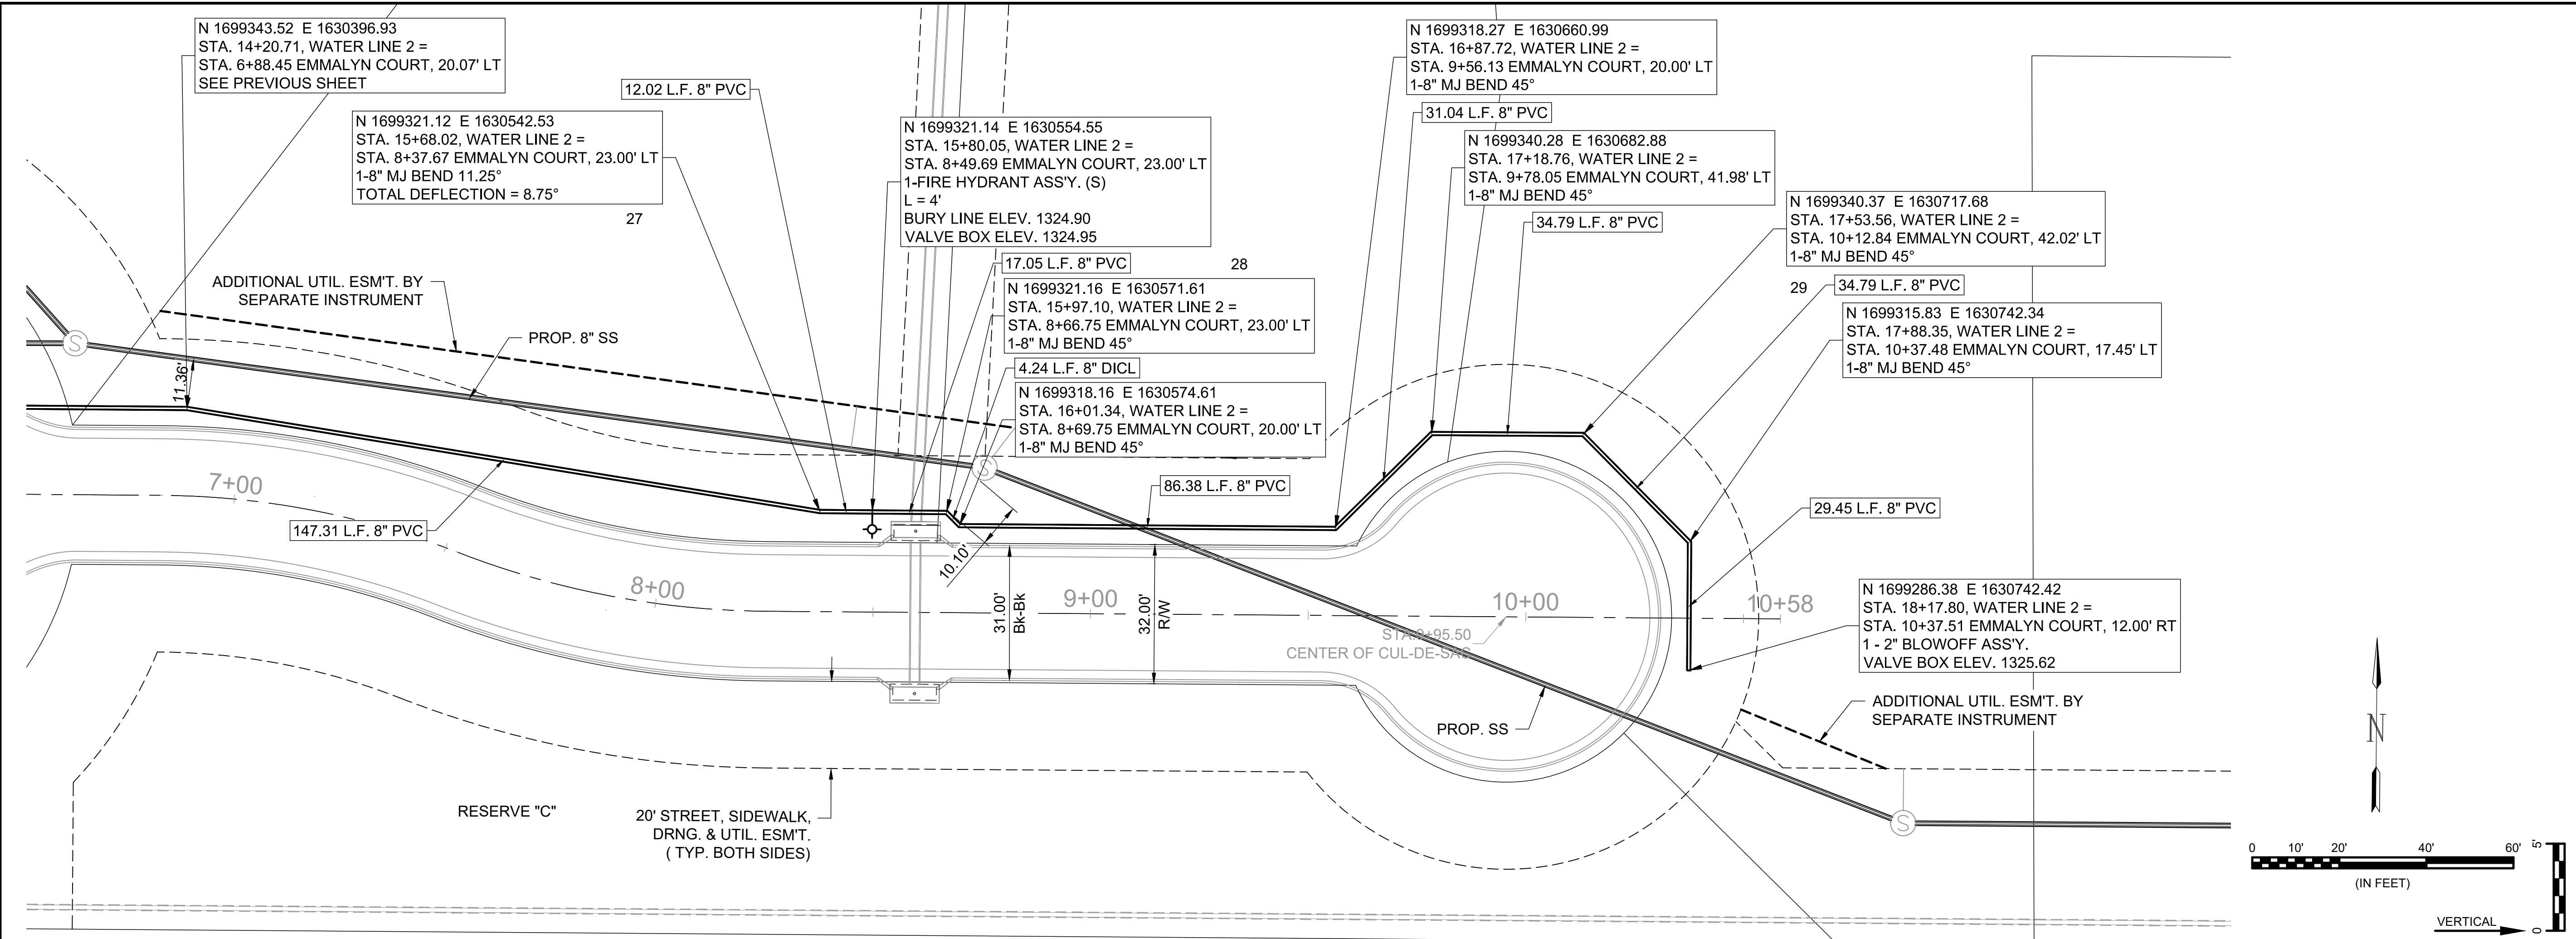 N 1699343.52 E 1630396.93
STA. 14+20.71, WATER LINE 2 =
STA. 6+88.45 EMMALYN COURT, 20.07' LT
SEE PREVIOUS SHEET
12.02 L.F. 8" PVC
N 1699321.12 E 1630542.53
STA. 15+68.02, WATER LINE 2 =
STA. 8+37.67 EMMALYN COURT, 23.00' LT
1-8" MJ BEND 11.25°
TOTAL DEFLECTION = 8.75°
27
N 1699321.14 E 1630554.55
STA. 15+80.05, WATER LINE 2 =
STA. 8+49.69 EMMALYN COURT, 23.00' LT
1-FIRE HYDRANT ASS'Y. (S)
L = 4'
BURY LINE ELEV. 1324.90
VALVE BOX ELEV. 1324.95
N 1699318.27 E 1630660.99
STA. 16+87.72, WATER LINE 2 =
STA. 9+56.13 EMMALYN COURT, 20.00' LT
1-8" MJ BEND 45°
31.04 L.F. 8" PVC
N 1699340.28 E 1630682.88
STA. 17+18.76, WATER LINE 2 =
STA. 9+78.05 EMMALYN COURT, 41.98' LT
1-8" MJ BEND 45°
34.79 L.F. 8" PVC
N 1699340.37 E 1630717.68
STA. 17+53.56, WATER LINE 2 =
STA. 10+12.84 EMMALYN COURT, 42.02' LT
1-8" MJ BEND 45°
17.05 L.F. 8" PVC
28
29
34.79 L.F. 8" PVC
ADDITIONAL UTIL. ESM'T. BY
SEPARATE INSTRUMENT
N 1699321.16 E 1630571.61
STA. 15+97.10, WATER LINE 2 =
STA. 8+66.75 EMMALYN COURT, 23.00' LT
1-8" MJ BEND 45°
N 1699315.83 E 1630742.34
STA. 17+88.35, WATER LINE 2 =
STA. 10+37.48 EMMALYN COURT, 17.45' LT
1-8" MJ BEND 45°
PROP. 8" SS
S
11.36'
4.24 L.F. 8" DICL
N 1699318.16 E 1630574.61
STA. 16+01.34, WATER LINE 2 =
STA. 8+69.75 EMMALYN COURT, 20.00' LT
1-8" MJ BEND 45°
S
86.38 L.F. 8" PVC
7+00
147.31 L.F. 8" PVC
29.45 L.F. 8" PVC
10.10'
8+00
31.00'
Bk-Bk
9+00
32.00'
R/W
10+00
10+58
STA.9+95.50
CENTER OF CUL-DE-SAC
N 1699286.38 E 1630742.42
STA. 18+17.80, WATER LINE 2 =
STA. 10+37.51 EMMALYN COURT, 12.00' RT
1 - 2" BLOWOFF ASS'Y.
VALVE BOX ELEV. 1325.62
ADDITIONAL UTIL. ESM'T. BY
SEPARATE INSTRUMENT
PROP. SS
N
RESERVE "C"
20' STREET, SIDEWALK,
DRNG. & UTIL. ESM'T.
( TYP. BOTH SIDES)
S
0 10' 20' 40' 60'
(IN FEET)
5'
0
VERTICAL